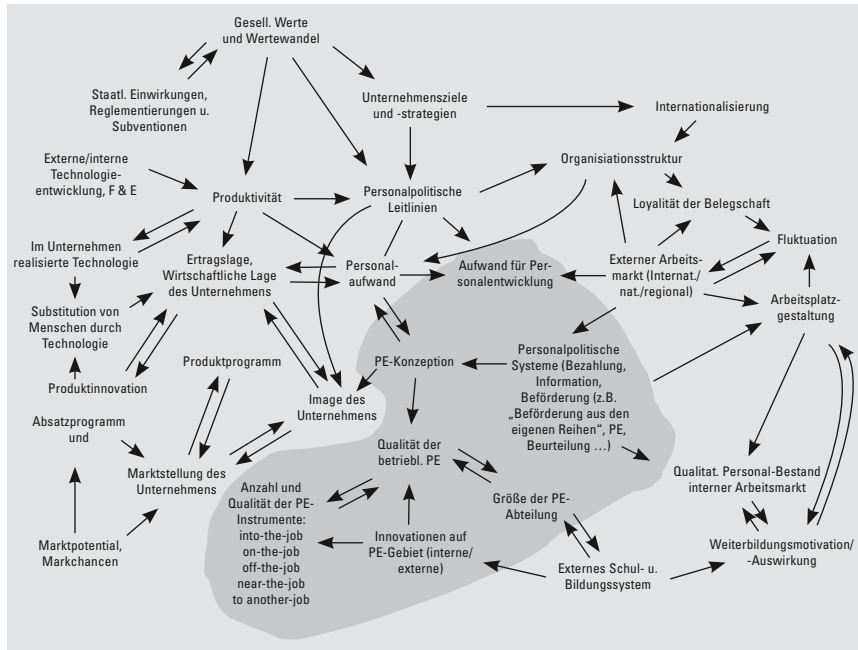 Gesell. Werte
und Wertewandel
Staatl. Einwirkungen,
Reglementierungen u.
Subventionen
Unternehmensziele
und -strategien
Internationalisierung
Externe/interne
Technologie-
entwicklung, F & E
Produktivität
Personalpolitische
Leitlinien
Organisiationsstruktur
Loyalität der Belegschaft
Fluktuation
Im Unternehmen
realisierte Technologie
Ertragslage,
Wirtschaftliche Lage
des Unternehmens
Personal-
aufwand
Aufwand für Per-
sonalentwicklung
Externer Arbeits-
markt (Internat./
nat./regional)
Arbeitsplatz-
gestaltung
Substitution von
Menschen durch
Technologie
Produktinnovation
Produktprogramm
Image des
Unternehmens
PE-Konzeption
Personalpolitische
Systeme (Bezahlung,
Information,
Beförderung (z.B.
„Beförderung aus den
eigenen Reihen“, PE,
Beurteilung …)
Absatzprogramm
und
Marktstellung des
Unternehmens
Qualität der
betriebl. PE
Qualitat. Personal-Bestand
interner Arbeitsmarkt
Anzahl und
Qualität der PE-
Instrumente:
into-the-job
on-the-job
off-the-job
near-the-job
to another-job
Größe der PE-
Abteilung
Marktpotential,
Markchancen
Innovationen auf
PE-Gebiet (interne/
externe)
Externes Schul- u.
Bildungssystem
Weiterbildungsmotivation/
-Auswirkung